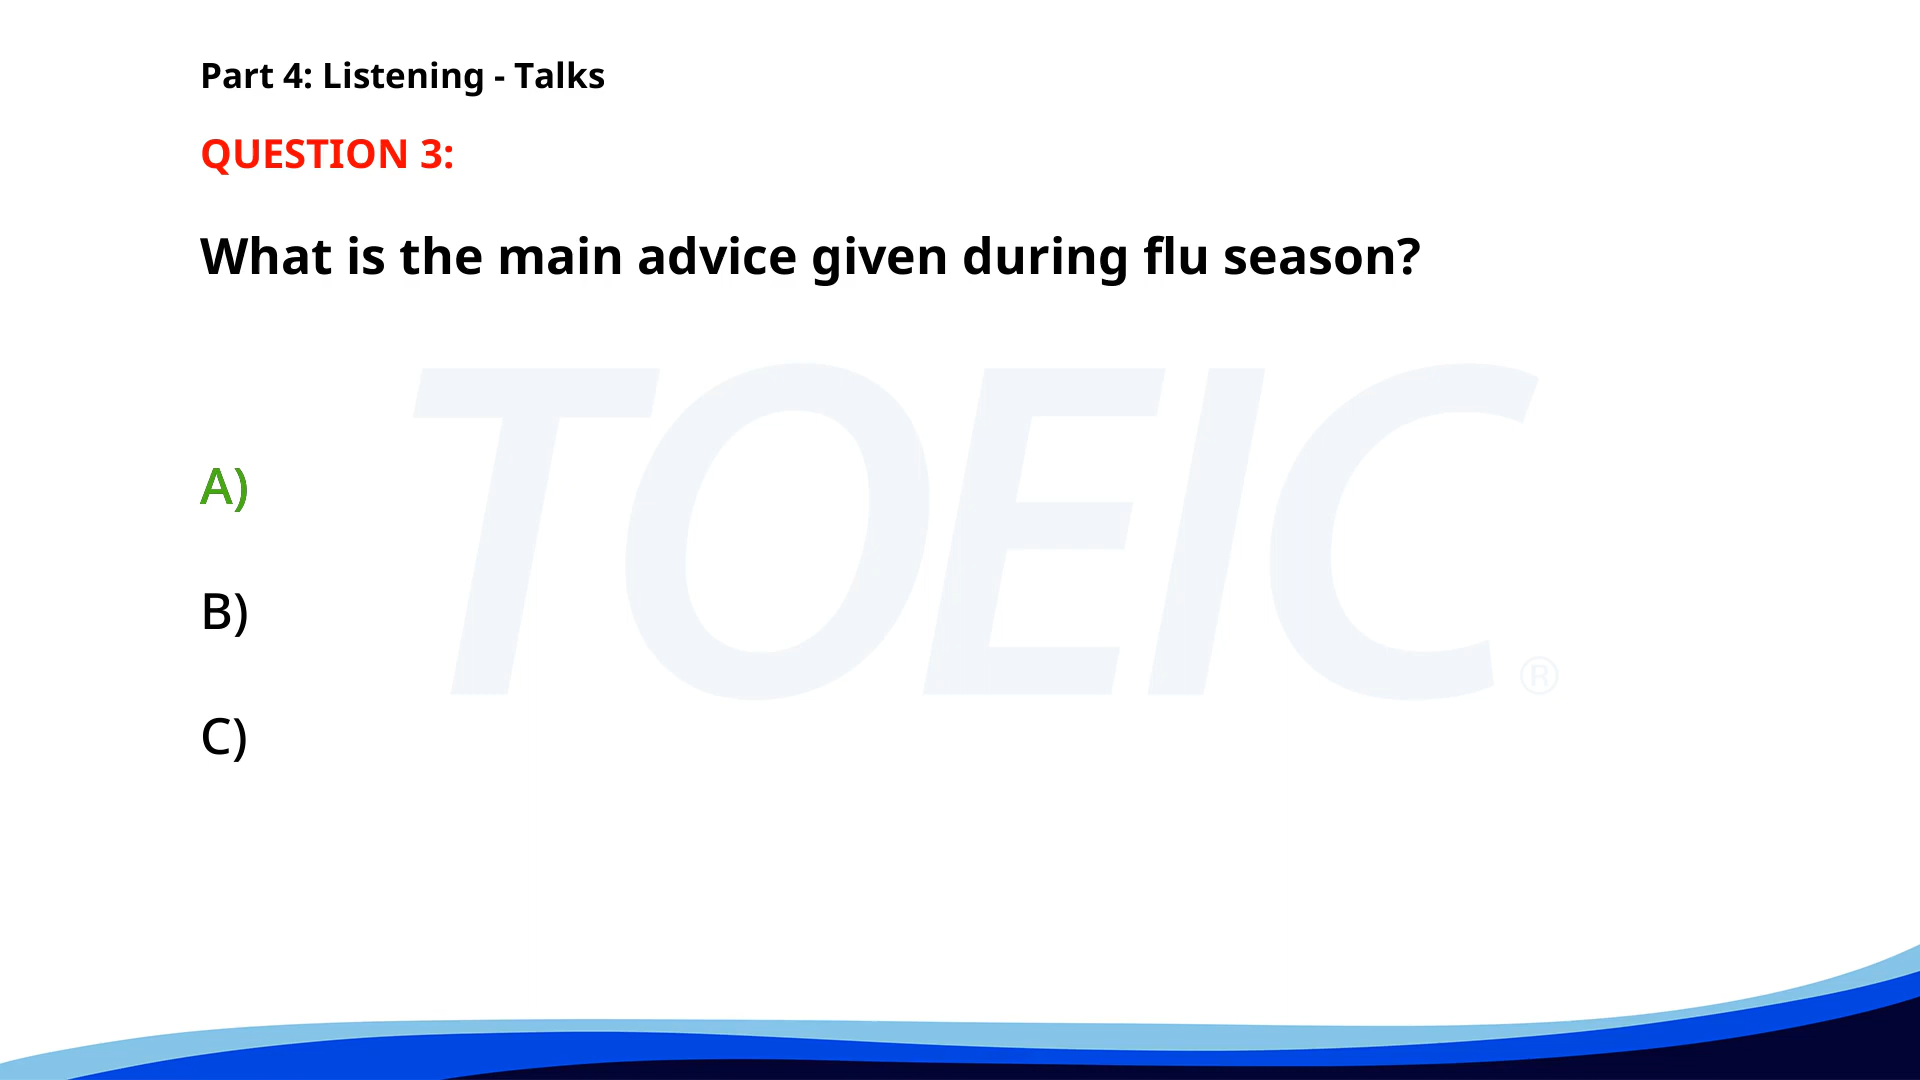 Part 4: Listening - Talks
QUESTION 3:
What is the main advice given during flu season?
TOEIC®
A)
B)
C)